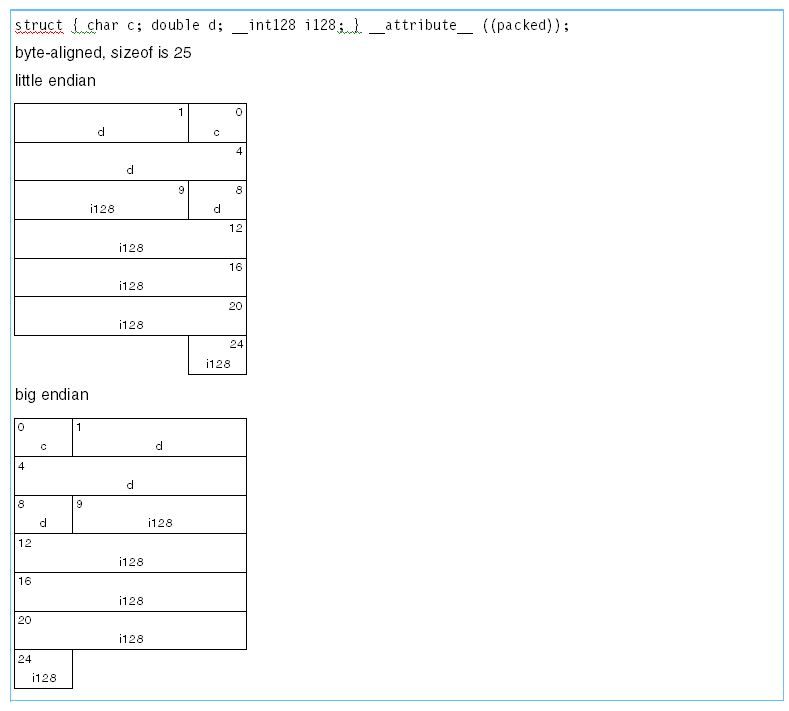 struct { char c; double d; __int128 i128; } __attribute__ ((packed));
byte-aligned, sizeof is 25
little endian
1 0
d c
4
d
9 8
i128 d
12
i128
16
i128
20
i128
24
i128
big endian
0 1
c d
4
d
8 9
d i128
12
i128
16
i128
20
i128
24
i128